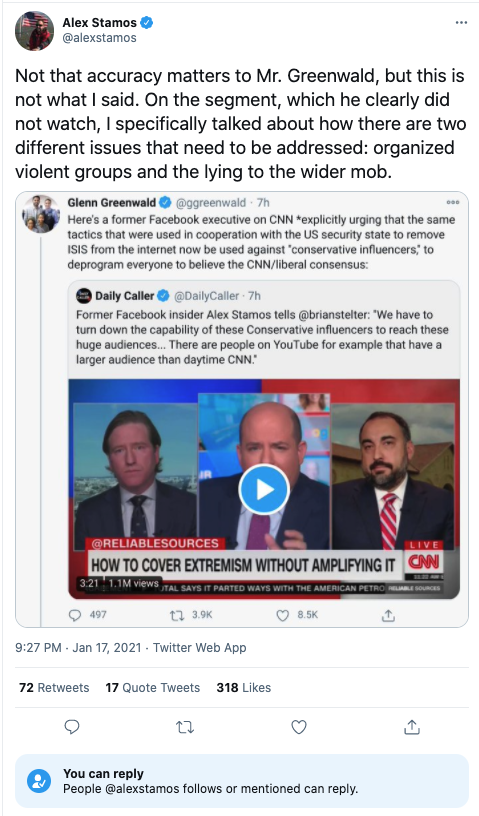 Alex Stamos
@alexstamos
Not that accuracy matters to Mr. Greenwald, but this is
not what I said. On the segment, which he clearly did
not watch, I specifically talked about how there are two
different issues that need to be addressed: organized
violent groups and the lying to the wider mob.
Glenn Greenwald @ggreenwald · 7h
Here's a former Facebook executive on CNN *explicitly urging that the same
tactics that were used in cooperation with the US security state to remove
ISIS from the internet now be used against "conservative influencers," to
deprogram everyone to believe the CNN/liberal consensus:
Daily Caller @DailyCaller · 7h
Former Facebook insider Alex Stamos tells @brianstelter: "We have to
turn down the capability of these Conservative influencers to reach these
huge audiences... There are people on YouTube for example that have a
larger audience than daytime CNN."
@RELIABLESOURCES
LIVE
HOW TO COVER EXTREMISM WITHOUT AMPLIFYING IT
CNN
3:21 1.1M views
TAL SAYS IT PARTED WAYS WITH THE AMERICAN PETRO
RELIABLE SOURCES
497
3.9K
8.5K
9:27 PM · Jan 17, 2021 · Twitter Web App
72 Retweets 17 Quote Tweets 318 Likes
You can reply
People @alexstamos follows or mentioned can reply.